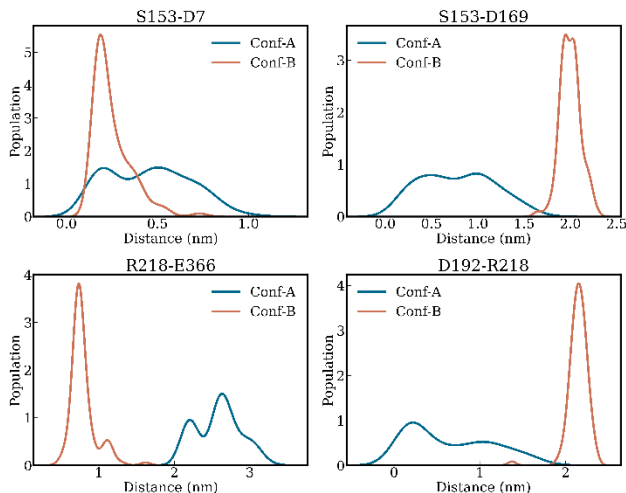 S153-D7
Conf-A
Conf-B
Population
5
4
3
2
1
0
0.0 0.5 1.0
Distance (nm)
S153-D169
Conf-A
Conf-B
Population
3
2
1
0
0.0 0.5 1.0 1.5 2.0 2.5
Distance (nm)
R218-E366
Conf-A
Conf-B
Population
4
3
2
1
0
1 2 3
Distance (nm)
D192-R218
Conf-A
Conf-B
Population
4
3
2
1
0
0 1 2
Distance (nm)